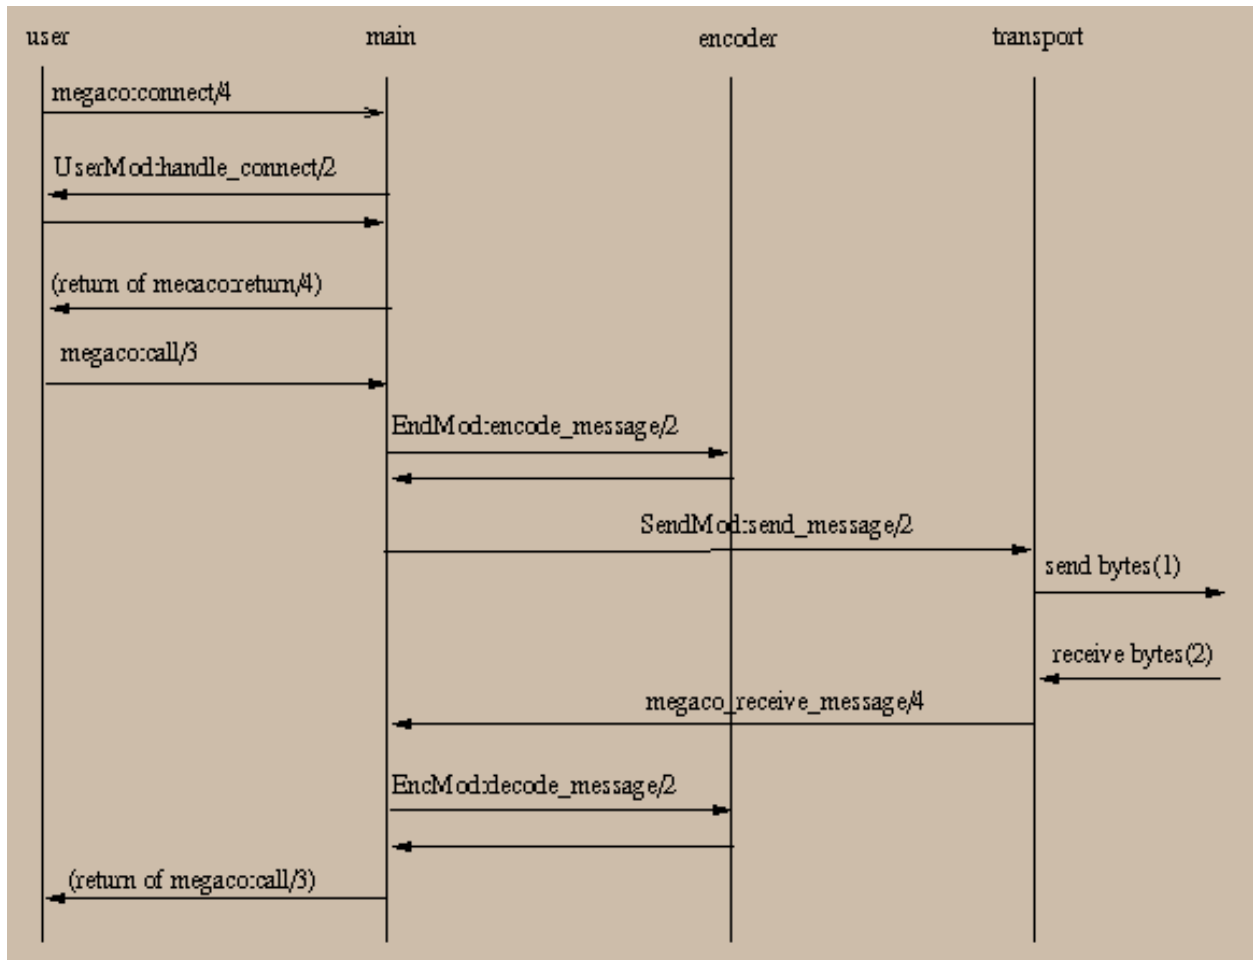 user
main
encoder
transport
megaco:connect/4
UserMod:handle_connect/2
(return of mecaco:return/4)
megaco:call/3
EndMod:encode_message/2
SendMod:send_message/2
send bytes(1)
receive bytes(2)
megaco_receive_message/4
EncMod:decode_message/2
(return of megaco:call/3)